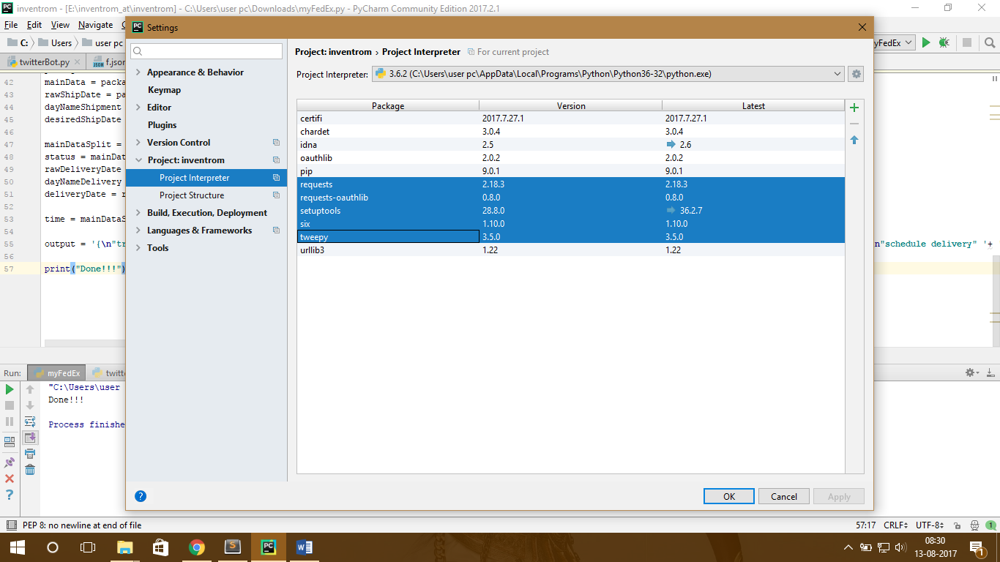 inventrom - [E:\inventrom_at\inventrom] - C:\Users\user pc\Downloads\myFedEx.py - PyCharm Community Edition 2017.2.1
File Edit View Navigate
Settings
C: Users user pc
yFedEx
twitterBot.py f.json
Project: inventrom › Project Interpreter For current project
Project Interpreter: 3.6.2 (C:\Users\user pc\AppData\Local\Programs\Python\Python36-32\python.exe)
Appearance & Behavior
Keymap
Editor
Plugins
Version Control
Project: inventrom
Project Interpreter
Project Structure
Build, Execution, Deployment
Languages & Frameworks
Tools
Package Version Latest
certifi 2017.7.27.1 2017.7.27.1
chardet 3.0.4 3.0.4
idna 2.5 2.6
oauthlib 2.0.2 2.0.2
pip 9.0.1 9.0.1
requests 2.18.3 2.18.3
requests-oauthlib 0.8.0 0.8.0
setuptools 28.8.0 36.2.7
six 1.10.0 1.10.0
tweepy 3.5.0 3.5.0
urllib3 1.22 1.22
OK Cancel Apply
42 mainData = packa
43 rawShipDate = pa
44 dayNameShipment
45 desiredShipDate
46
47 mainDataSplit =
48 status = mainDat
49 rawDeliveryDate
50 dayNameDelivery
51 deliveryDate = r
52
53 time = mainDataS
54
55 output = '{\n"tr n"schedule delivery" '+
56
57 print("Done!!!")
Run: myFedEx twitt
"C:\Users\user
Done!!!
Process finishe
PEP 8: no newline at end of file 57:17 CRLF UTF-8 1
08:30
13-08-2017
1